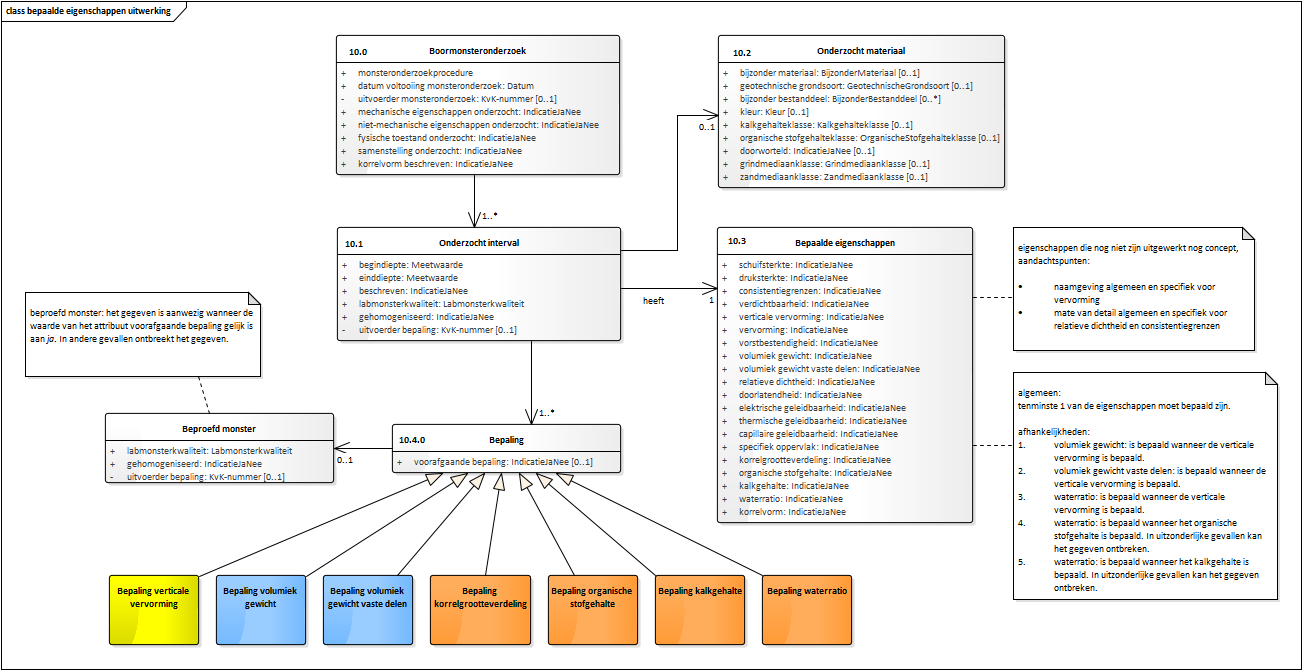 class bepaalde eigenschappen uitwerking
10.0 Boormonsteronderzoek
+ monsteronderzoekprocedure
+ datum voltooiing monsteronderzoek: Datum
- uitvoerder monsteronderzoek: KvK-nummer [0..1]
+ mechanische eigenschappen onderzocht: IndicatieJaNee
+ niet-mechanische eigenschappen onderzocht: IndicatieJaNee
+ fysische toestand onderzocht: IndicatieJaNee
+ samenstelling onderzocht: IndicatieJaNee
+ korrelvorm beschreven: IndicatieJaNee
10.2 Onderzocht materiaal
+ bijzonder materiaal: BijzonderMateriaal [0..1]
+ geotechnische grondsoort: GeotechnischeGrondsoort [0..1]
+ bijzonder bestanddeel: BijzonderBestanddeel [0..*]
+ kleur: Kleur [0..1]
+ kalkgehalteklasse: Kalkgehalteklasse [0..1]
+ organische stofgehalteklasse: OrganischeStofgehalteklasse [0..1]
+ doorworteld: IndicatieJaNee [0..1]
+ grindmediaanklasse: Grindmediaanklasse [0..1]
+ zandmediaanklasse: Zandmediaanklasse [0..1]
0..1
1..*
10.1 Onderzocht interval
+ begindiepte: Meetwaarde
+ einddiepte: Meetwaarde
+ beschreven: IndicatieJaNee
+ labmonsterkwaliteit: Labmonsterkwaliteit
+ gehomogeniseerd: IndicatieJaNee
- uitvoerder bepaling: KvK-nummer [0..1]
heeft
1
10.3 Bepaalde eigenschappen
+ schuifsterkte: IndicatieJaNee
+ druksterkte: IndicatieJaNee
+ consistentiegrenzen: IndicatieJaNee
+ verdichtbaarheid: IndicatieJaNee
+ verticale vervorming: IndicatieJaNee
+ vervorming: IndicatieJaNee
+ vorstbestendigheid: IndicatieJaNee
+ volumiek gewicht: IndicatieJaNee
+ volumiek gewicht vaste delen: IndicatieJaNee
+ relatieve dichtheid: IndicatieJaNee
+ doorlatendheid: IndicatieJaNee
+ elektrische geleidbaarheid: IndicatieJaNee
+ thermische geleidbaarheid: IndicatieJaNee
+ capillaire geleidbaarheid: IndicatieJaNee
+ specifiek oppervlak: IndicatieJaNee
+ korrelgrootteverdeling: IndicatieJaNee
+ organische stofgehalte: IndicatieJaNee
+ kalkgehalte: IndicatieJaNee
+ waterratio: IndicatieJaNee
+ korrelvorm: IndicatieJaNee
eigenschappen die nog niet zijn uitgewerkt nog concept,
aandachtspunten:
• naamgeving algemeen en specifiek voor
vervorming
• mate van detail algemeen en specifiek voor
relatieve dichtheid en consistentiegrenzen
algemeen:
tenminste 1 van de eigenschappen moet bepaald zijn.
afhankelijkheden:
1. volumiek gewicht: is bepaald wanneer de verticale
vervorming is bepaald.
2. volumiek gewicht vaste delen: is bepaald wanneer de
verticale vervorming is bepaald.
3. waterratio: is bepaald wanneer de verticale
vervorming is bepaald.
4. waterratio: is bepaald wanneer het organische
stofgehalte is bepaald. In uitzonderlijke gevallen kan
het gegeven ontbreken.
5. waterratio: is bepaald wanneer het kalkgehalte is
bepaald. In uitzonderlijke gevallen kan het gegeven
ontbreken.
beproefd monster: het gegeven is aanwezig wanneer de
waarde van het attribuut voorafgaande bepaling gelijk is
aan ja. In andere gevallen ontbreekt het gegeven.
1..*
Beproefd monster
+ labmonsterkwaliteit: Labmonsterkwaliteit
+ gehomogeniseerd: IndicatieJaNee
- uitvoerder bepaling: KvK-nummer [0..1]
0..1
10.4.0 Bepaling
+ voorafgaande bepaling: IndicatieJaNee [0..1]
Bepaling verticale
vervorming
Bepaling volumiek
gewicht
Bepaling volumiek
gewicht vaste delen
Bepaling
korrelgrootteverdeling
Bepaling organische
stofgehalte
Bepaling kalkgehalte
Bepaling waterratio